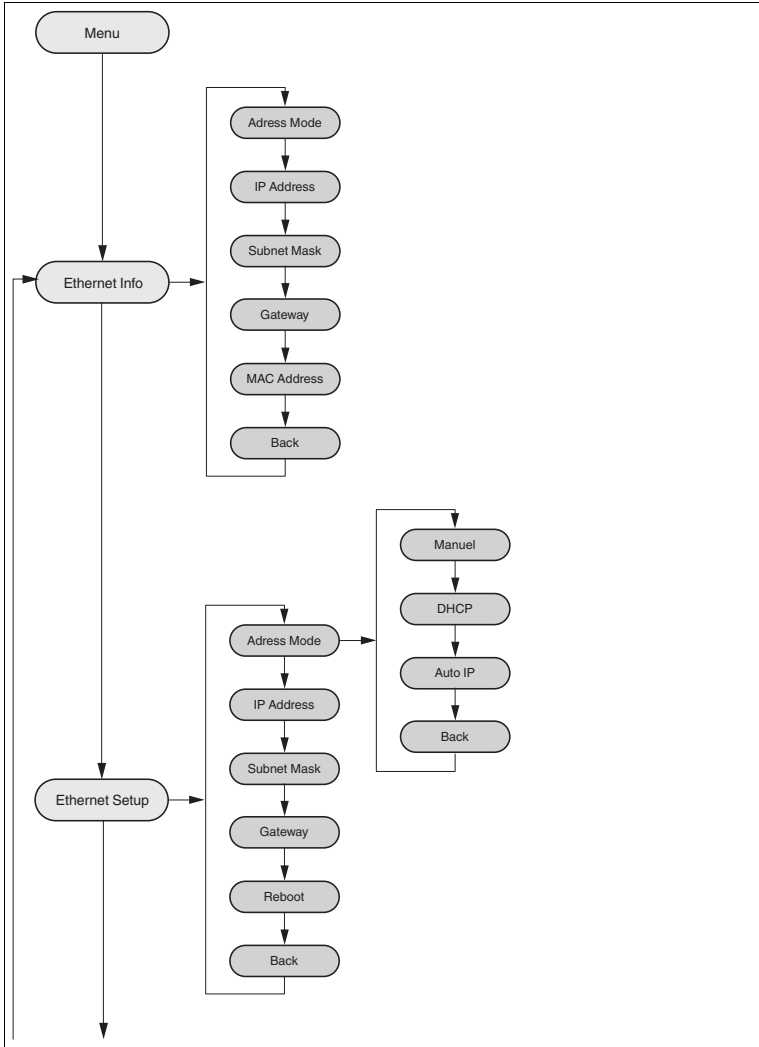 Menu
Ethernet Info
Adress Mode
IP Address
Subnet Mask
Gateway
MAC Address
Back
Ethernet Setup
Adress Mode
IP Address
Subnet Mask
Gateway
Reboot
Back
Manuel
DHCP
Auto IP
Back